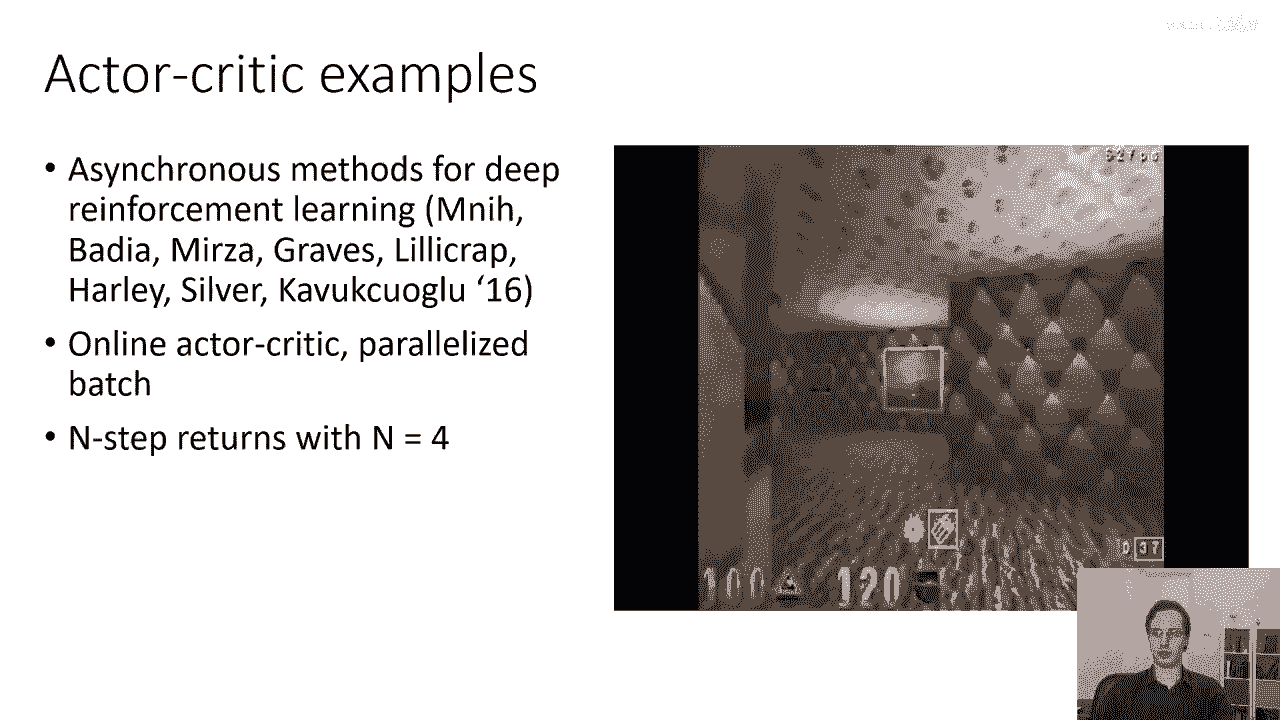 Actor-critic examples
• Asynchronous methods for deep
reinforcement learning (Mnih,
Badia, Mirza, Graves, Lillicrap,
Harley, Silver, Kavukcuoglu ‘16)
• Online actor-critic, parallelized
batch
• N-step returns with N = 4
100 120